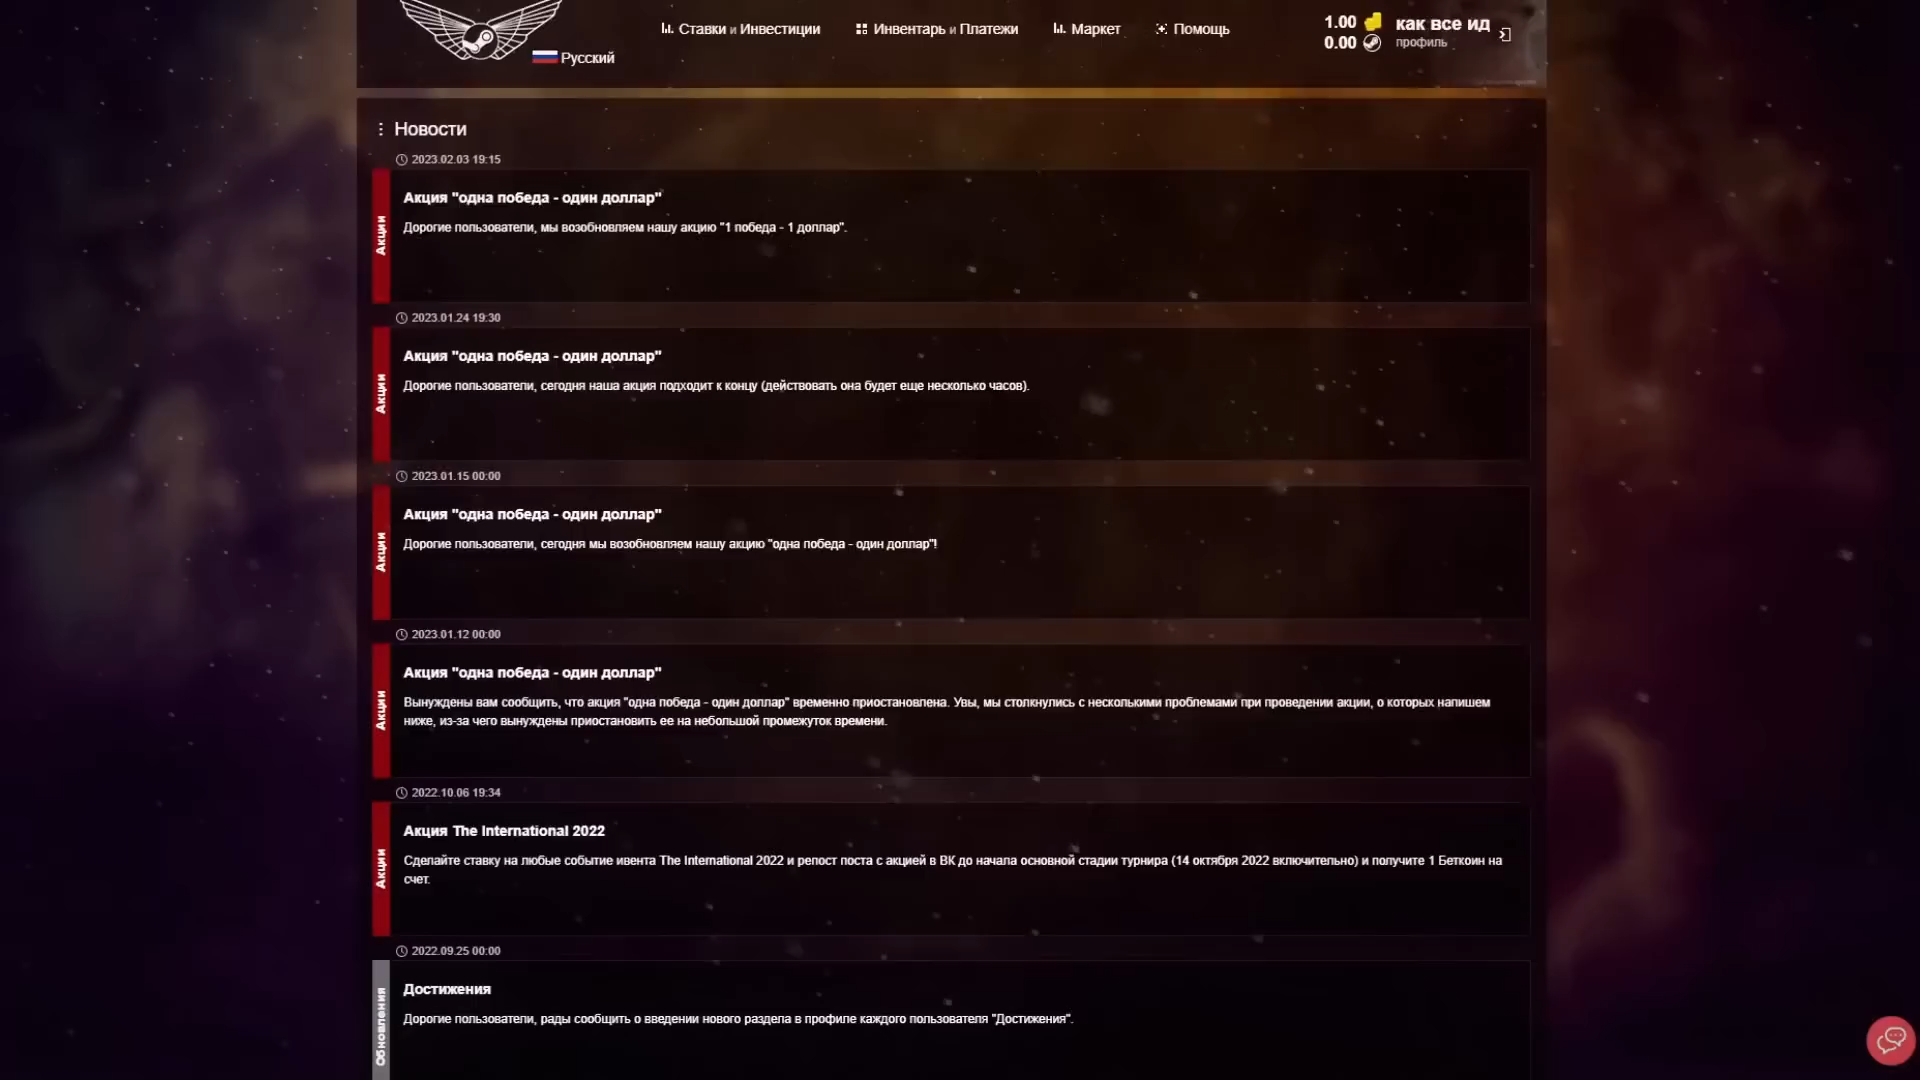 Русский
Ставки и Инвестиции
Инвентарь и Платежи
Маркет
Помощь
1.00
0.00
как все ид
профиль
Новости
2023.02.03 19:15
Акции
Акция "одна победа - один доллар"
Дорогие пользователи, мы возобновляем нашу акцию "1 победа - 1 доллар".
2023.01.24 19:30
Акции
Акция "одна победа - один доллар"
Дорогие пользователи, сегодня наша акция подходит к концу (действовать она будет еще несколько часов).
2023.01.15 00:00
Акции
Акция "одна победа - один доллар"
Дорогие пользователи, сегодня мы возобновляем нашу акцию "одна победа - один доллар"!
2023.01.12 00:00
Акции
Акция "одна победа - один доллар"
Вынуждены вам сообщить, что акция "одна победа - один доллар" временно приостановлена. Увы, мы столкнулись с несколькими проблемами при проведении акции, о которых напишем
ниже, из-за чего вынуждены приостановить ее на небольшой промежуток времени.
2022.10.06 19:34
Акции
Акция The International 2022
Сделайте ставку на любые событие ивента The International 2022 и репост поста с акцией в ВК до начала основной стадии турнира (14 октября 2022 включительно) и получите 1 Беткоин на
счет.
2022.09.25 00:00
Обновления
Достижения
Дорогие пользователи, рады сообщить о введении нового раздела в профиле каждого пользователя "Достижения".